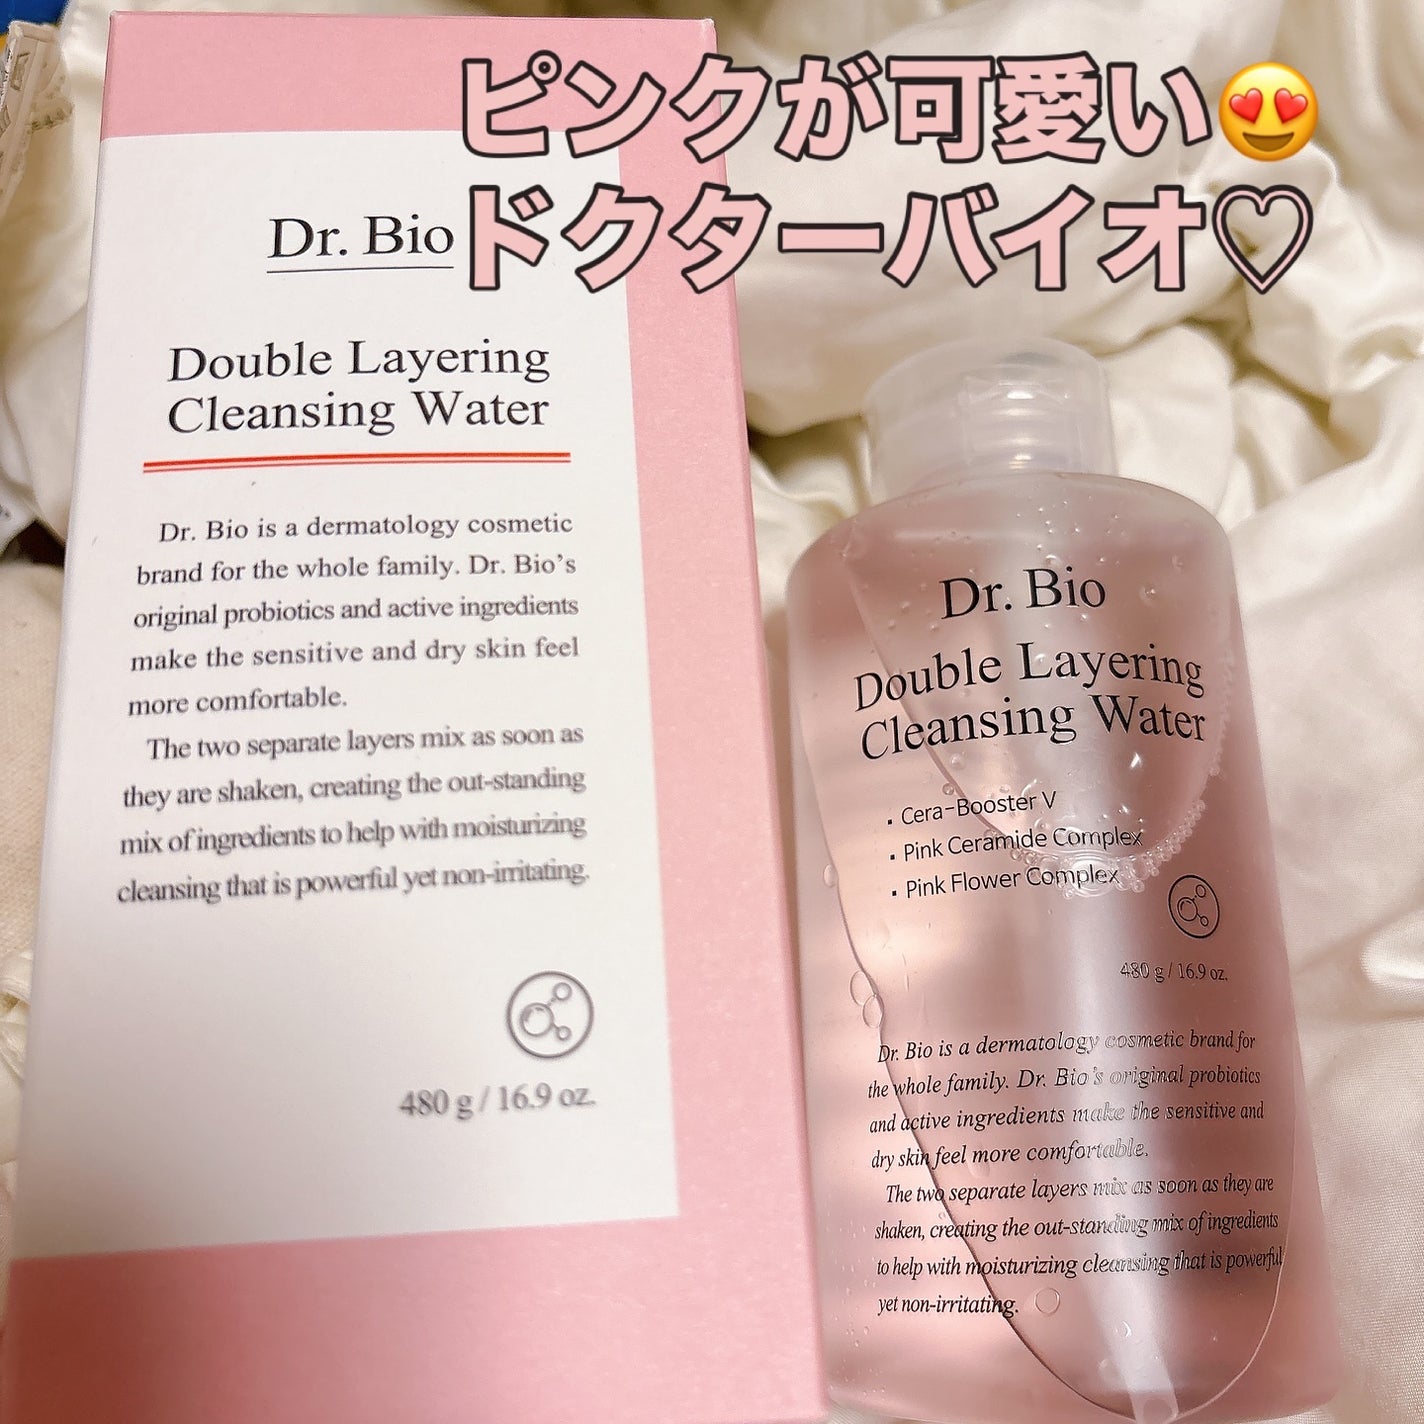 ピンクが可愛い😍
ドクターバイオ♡
Dr. Bio
Double Layering
Cleansing Water
Dr. Bio is a dermatology cosmetic
brand for the whole family. Dr. Bio's
original probiotics and active ingredients
make the sensitive and dry skin feel
more comfortable.
The two separate layers mix as soon as
they are shaken, creating the out-standing
mix of ingredients to help with moisturizing
cleansing that is powerful yet non-irritating.
480 g / 16.9 oz.
Dr. Bio
Double Layering
Cleansing Water
. Cera-Booster V
. Pink Ceramide Complex
. Pink Flower Complex
480 g / 16.9 oz.
Dr. Bio is a dermatology cosmetic brand for
the whole family. Dr. Bio's original probiotics
and active ingredients make the sensitive and
dry skin feel more comfortable.
The two separate layers mix as soon as they are
shaken, creating the out-standing mix of ingredients
to help with moisturizing cleansing that is powerful
yet non-irritating.